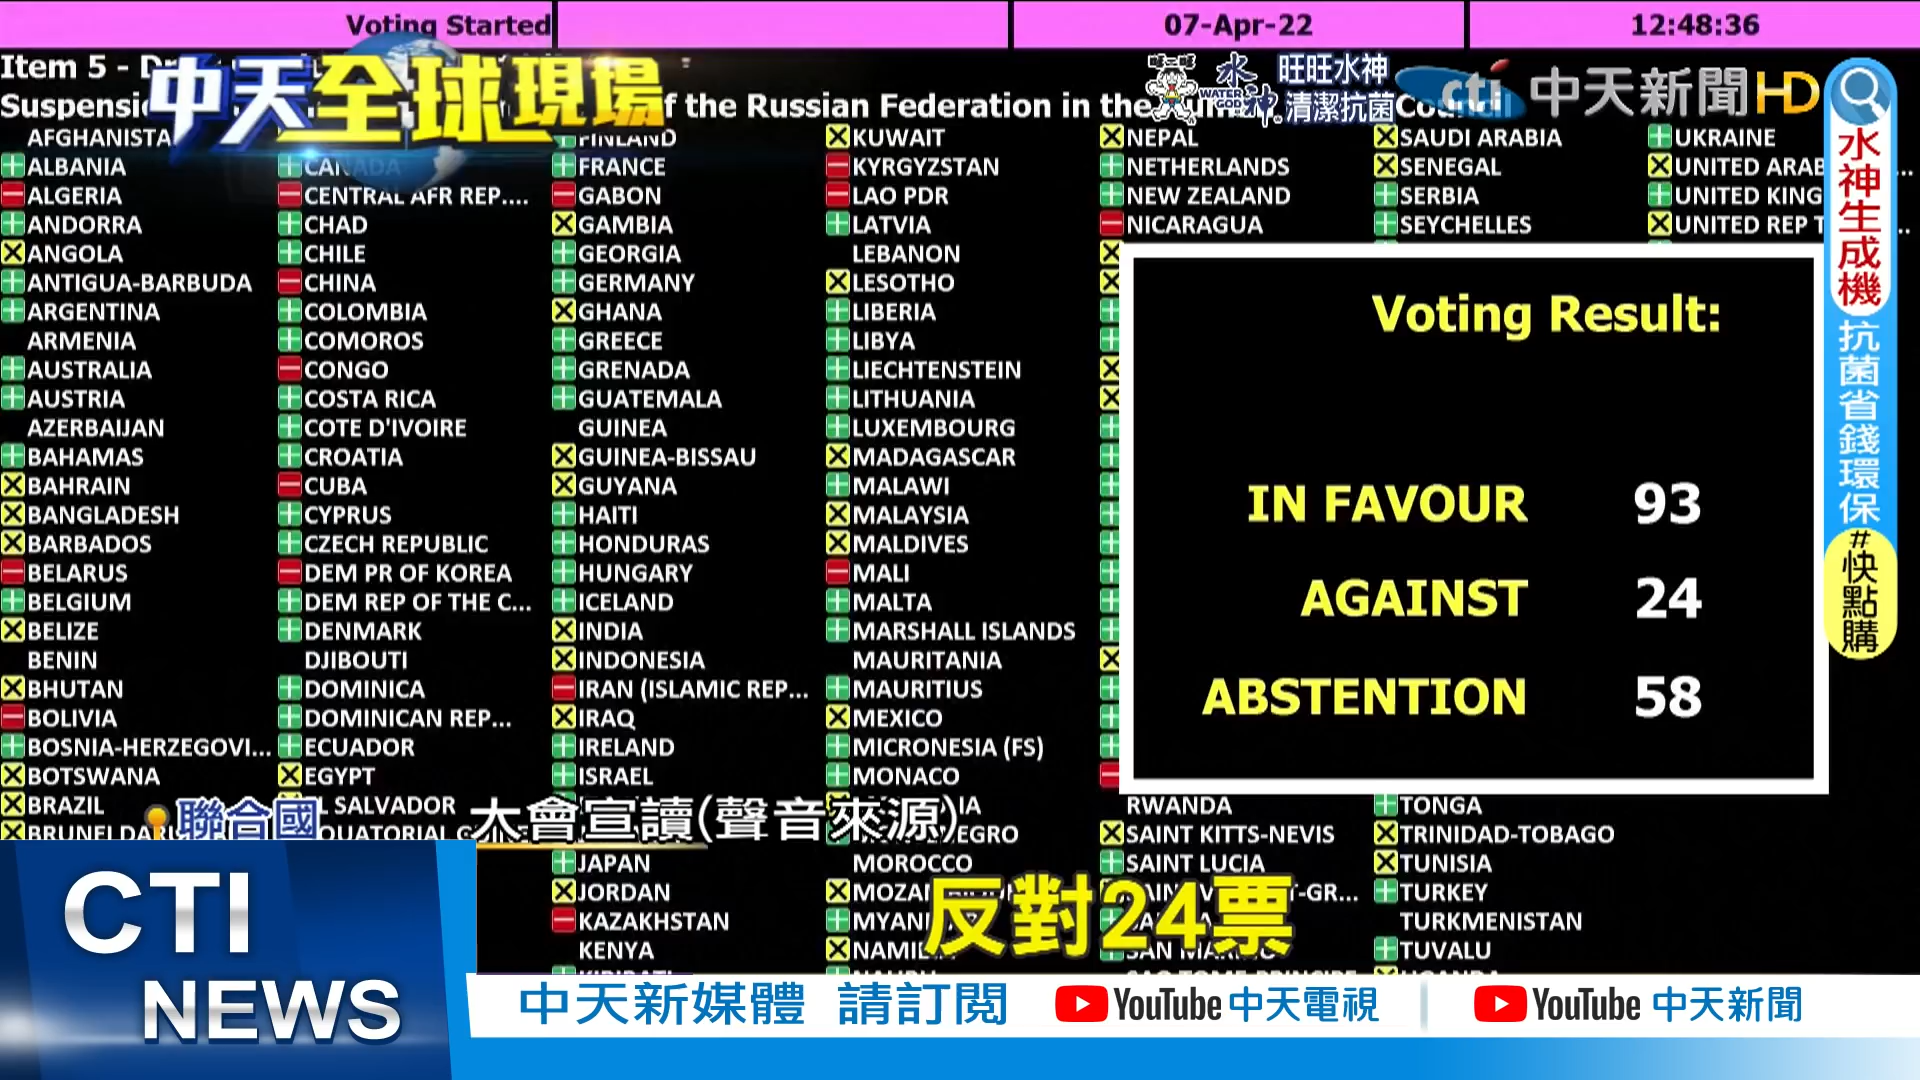 Voting Started
07-Apr-22
12:48:36
Item 5 -
of the Russian Federation in the
中天全球現場
旺旺水神
清潔抗菌
WATER GOD
水神
cti 中天新聞HD
水神生成機
抗菌省錢環保
#快點購
ALBANIA
ALGERIA
ANDORRA
ANGOLA
ANTIGUA-BARBUDA
ARGENTINA
ARMENIA
AUSTRALIA
AUSTRIA
AZERBAIJAN
BAHAMAS
BAHRAIN
BANGLADESH
BARBADOS
BELARUS
BELGIUM
BELIZE
BENIN
BHUTAN
BOLIVIA
BOSNIA-HERZEGOVI...
BOTSWANA
BRAZIL
CENTRAL AFR REP....
CHAD
CHILE
CHINA
COLOMBIA
COMOROS
CONGO
COSTA RICA
COTE D'IVOIRE
CROATIA
CUBA
CYPRUS
CZECH REPUBLIC
DEM PR OF KOREA
DEM REP OF THE C...
DENMARK
DJIBOUTI
DOMINICA
DOMINICAN REP...
ECUADOR
EGYPT
SALVADOR
FINLAND
FRANCE
GABON
GAMBIA
GEORGIA
GERMANY
GHANA
GREECE
GRENADA
GUATEMALA
GUINEA
GUINEA-BISSAU
GUYANA
HAITI
HONDURAS
HUNGARY
ICELAND
INDIA
INDONESIA
IRAN (ISLAMIC REP...
IRAQ
IRELAND
ISRAEL
JAPAN
JORDAN
KAZAKHSTAN
KENYA
KUWAIT
KYRGYZSTAN
LAO PDR
LATVIA
LEBANON
LESOTHO
LIBERIA
LIBYA
LIECHTENSTEIN
LITHUANIA
LUXEMBOURG
MADAGASCAR
MALAWI
MALAYSIA
MALDIVES
MALI
MALTA
MARSHALL ISLANDS
MAURITANIA
MAURITIUS
MEXICO
MICRONESIA (FS)
MONACO
MOROCCO
NEPAL
NETHERLANDS
NEW ZEALAND
NICARAGUA
RWANDA
SAINT KITTS-NEVIS
SAINT LUCIA
SAUDI ARABIA
SENEGAL
SERBIA
SEYCHELLES
TONGA
TRINIDAD-TOBAGO
TUNISIA
TURKEY
TURKMENISTAN
TUVALU
UKRAINE
UNITED ARAB
UNITED KING
UNITED REP T
Voting Result:
IN FAVOUR 93
AGAINST 24
ABSTENTION 58
聯合國 大會宣讀(聲音來源)
反對24票
CTI
NEWS
中天新媒體 請訂閱 YouTube 中天電視 YouTube 中天新聞